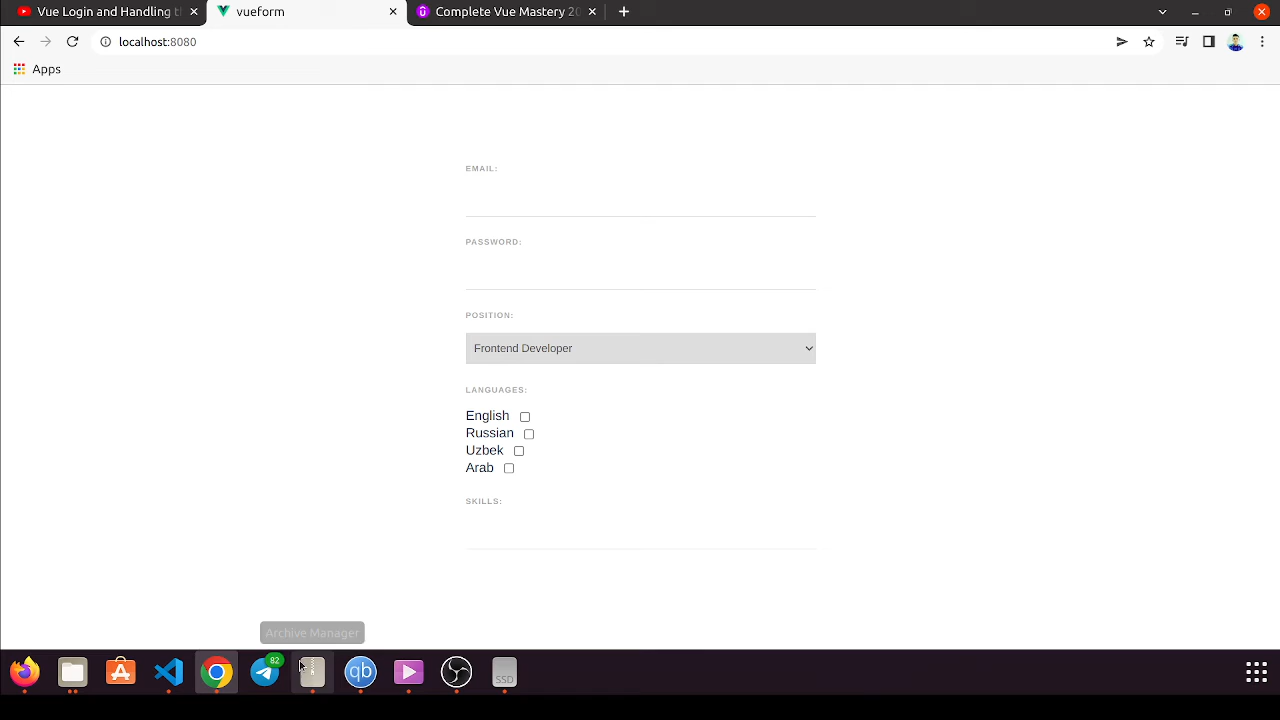 Vue Login and Handling t
vueform
Complete Vue Mastery 20
localhost:8080
Apps
EMAIL:
PASSWORD:
POSITION:
Frontend Developer
LANGUAGES:
English
Russian
Uzbek
Arab
SKILLS:
Archive Manager
82
qb
SSD